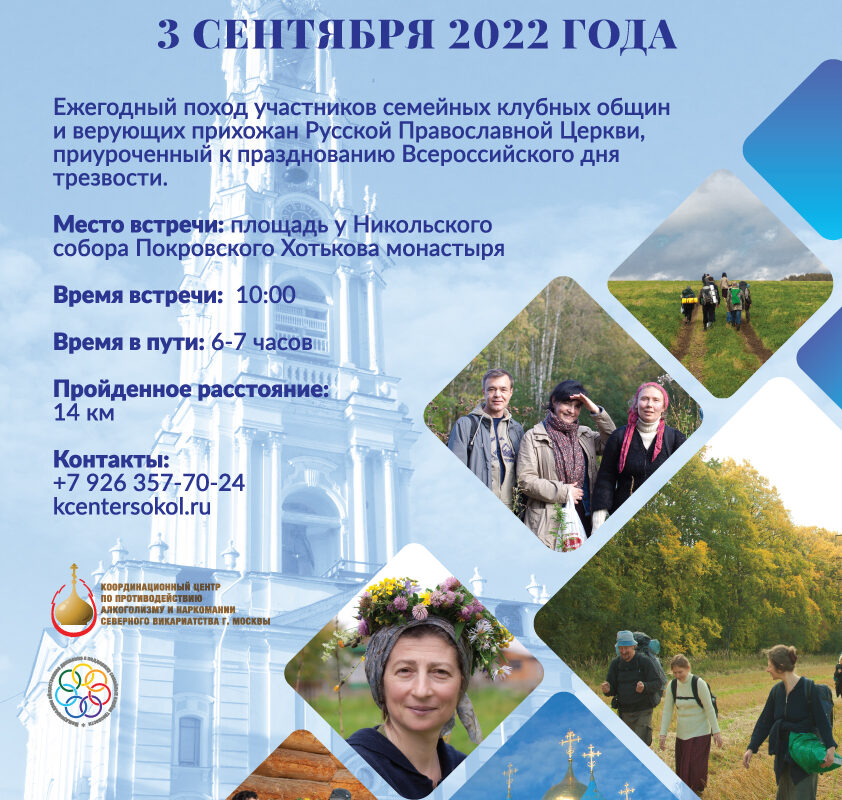 3 СЕНТЯБРЯ 2022 ГОДА
Ежегодный поход участников семейных клубных общин
и верующих прихожан Русской Православной Церкви,
приуроченный к празднованию Всероссийского дня
трезвости.
Место встречи: площадь у Никольского
собора Покровского Хотькова монастыря
Время встречи: 10:00
Время в пути: 6-7 часов
Пройденное расстояние:
14 км
Контакты:
+7 926 357-70-24
kcentersokol.ru
КООРДИНАЦИОННЫЙ ЦЕНТР
ПО ПРОТИВОДЕЙСТВИЮ
АЛКОГОЛИЗМУ И НАРКОМАНИИ
СЕВЕРНОГО ВИКАРИАТСТВА Г. МОСКВЫ